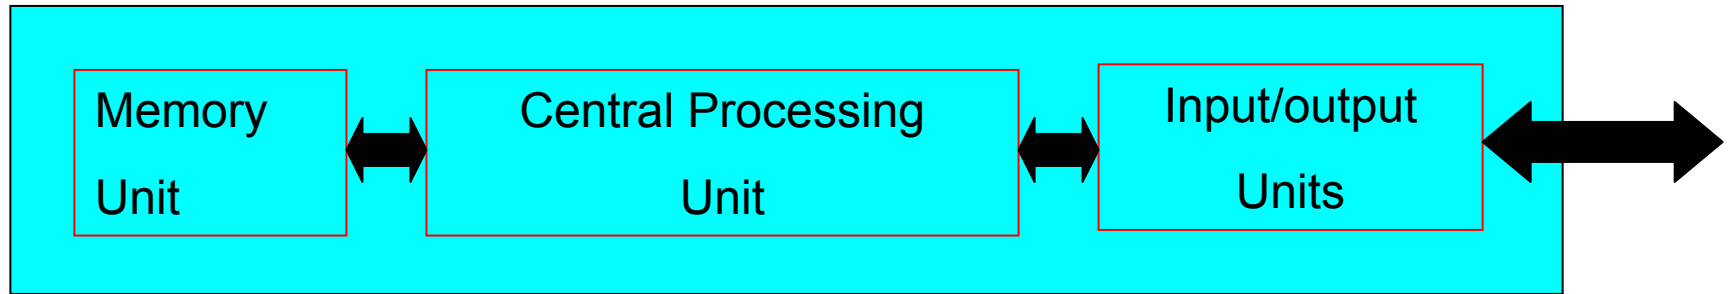 Memory
Unit
Central Processing
Unit
Input/output
Units